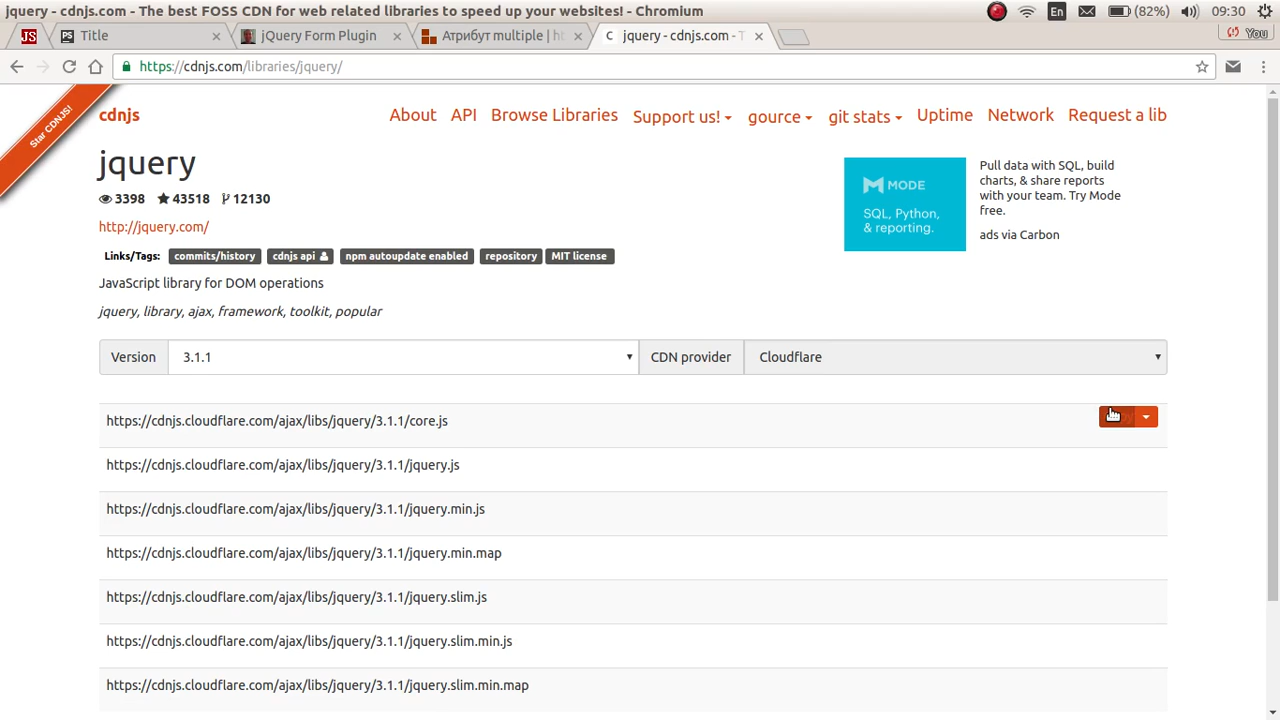 jquery - cdnjs.com - The best FOSS CDN for web related libraries to speed up your websites! - Chromium
En
(82%)
09:30
JS
PS Title
jQuery Form Plugin
Атрибут multiple | ht
C jquery - cdnjs.com - T
You
https://cdnjs.com/libraries/jquery/
Star CDNJS!
cdnjs
About
API
Browse Libraries
Support us!
gource
git stats
Uptime
Network
Request a lib
jquery
3398 43518 12130
http://jquery.com/
Links/Tags: commits/history cdnjs api npm autoupdate enabled repository MIT license
JavaScript library for DOM operations
jquery, library, ajax, framework, toolkit, popular
MODE
SQL, Python,
& reporting.
Pull data with SQL, build
charts, & share reports
with your team. Try Mode
free.
ads via Carbon
Version 3.1.1 CDN provider Cloudflare
https://cdnjs.cloudflare.com/ajax/libs/jquery/3.1.1/core.js
https://cdnjs.cloudflare.com/ajax/libs/jquery/3.1.1/jquery.js
https://cdnjs.cloudflare.com/ajax/libs/jquery/3.1.1/jquery.min.js
https://cdnjs.cloudflare.com/ajax/libs/jquery/3.1.1/jquery.min.map
https://cdnjs.cloudflare.com/ajax/libs/jquery/3.1.1/jquery.slim.js
https://cdnjs.cloudflare.com/ajax/libs/jquery/3.1.1/jquery.slim.min.js
https://cdnjs.cloudflare.com/ajax/libs/jquery/3.1.1/jquery.slim.min.map